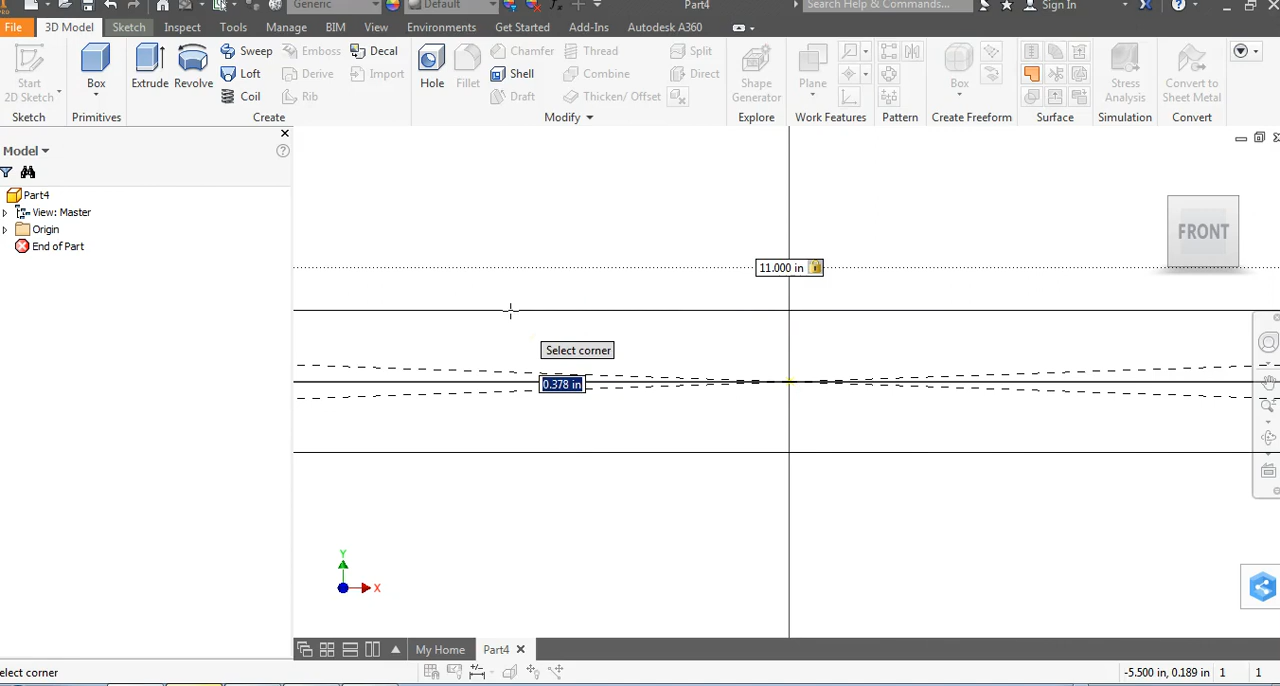 Generic Default Part4 Search Help & Commands... Sign In
File 3D Model Sketch Inspect Tools Manage BIM View Environments Get Started Add-Ins Autodesk A360
Start 2D Sketch Box Extrude Revolve Sweep Loft Coil Emboss Derive Rib Decal Import Hole Fillet Chamfer Shell Draft Thread Combine Thicken/ Offset Split Direct Shape Generator Plane Box Stress Analysis Convert to Sheet Metal
Sketch Primitives Create Modify Explore Work Features Pattern Create Freeform Surface Simulation Convert
Model
Part4
View: Master
Origin
End of Part
FRONT
11.000 in
Select corner
0.378 in
Y
X
My Home Part4
elect corner
-5.500 in, 0.189 in 1 1